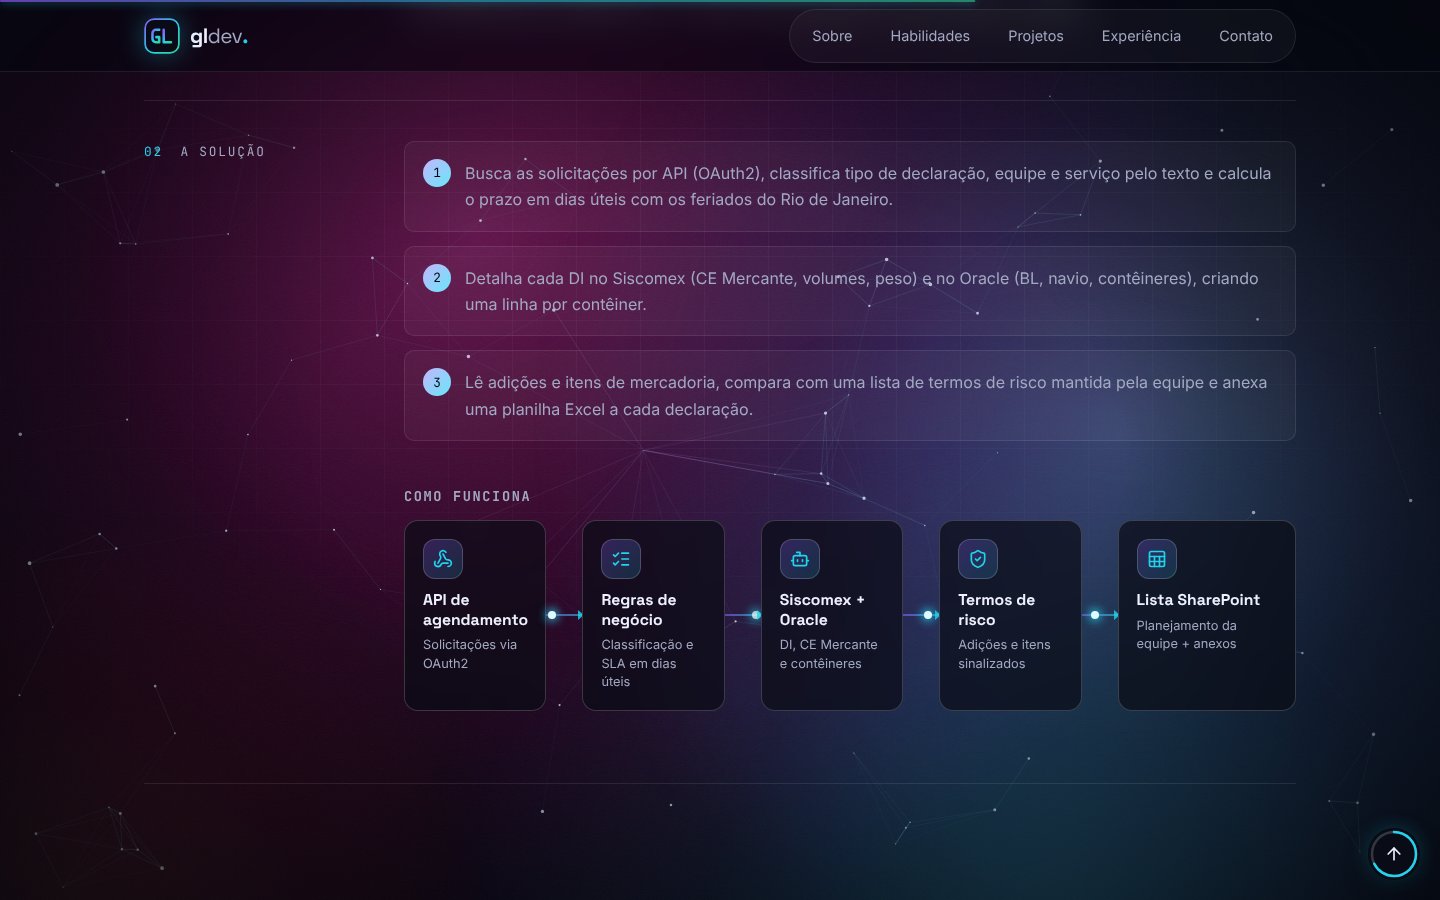 GL gldev.
Sobre Habilidades Projetos Experiência Contato
02 A SOLUÇÃO
1 Busca as solicitações por API (OAuth2), classifica tipo de declaração, equipe e serviço pelo texto e calcula
o prazo em dias úteis com os feriados do Rio de Janeiro.
2 Detalha cada DI no Siscomex (CE Mercante, volumes, peso) e no Oracle (BL, navio, contêineres), criando
uma linha por contêiner.
3 Lê adições e itens de mercadoria, compara com uma lista de termos de risco mantida pela equipe e anexa
uma planilha Excel a cada declaração.
COMO FUNCIONA
API de
agendamento
Solicitações via
OAuth2
Regras de
negócio
Classificação e
SLA em dias
úteis
Siscomex +
Oracle
DI, CE Mercante
e contêineres
Termos de
risco
Adições e itens
sinalizados
Lista SharePoint
Planejamento da
equipe + anexos